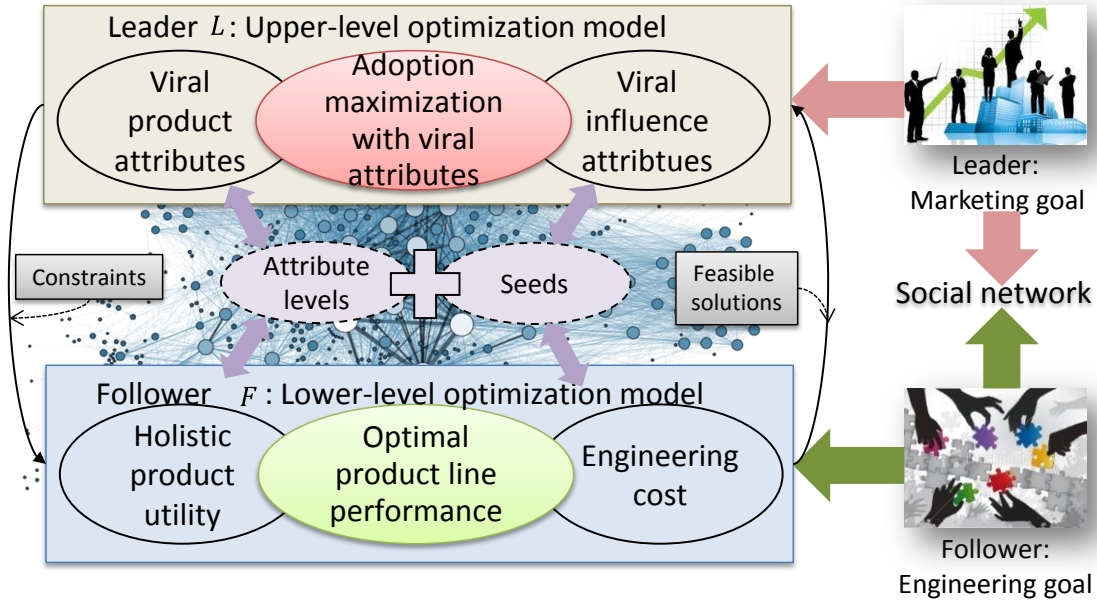 Leader L: Upper-level optimization model
Viral
product
attributes
Adoption
maximization
with viral
attributes
Viral
influence
attribtues
Leader:
Marketing goal
Constraints
Attribute
levels
Seeds
Feasible
solutions
Social network
Follower F: Lower-level optimization model
Holistic
product
utility
Optimal
product line
performance
Engineering
cost
Follower:
Engineering goal